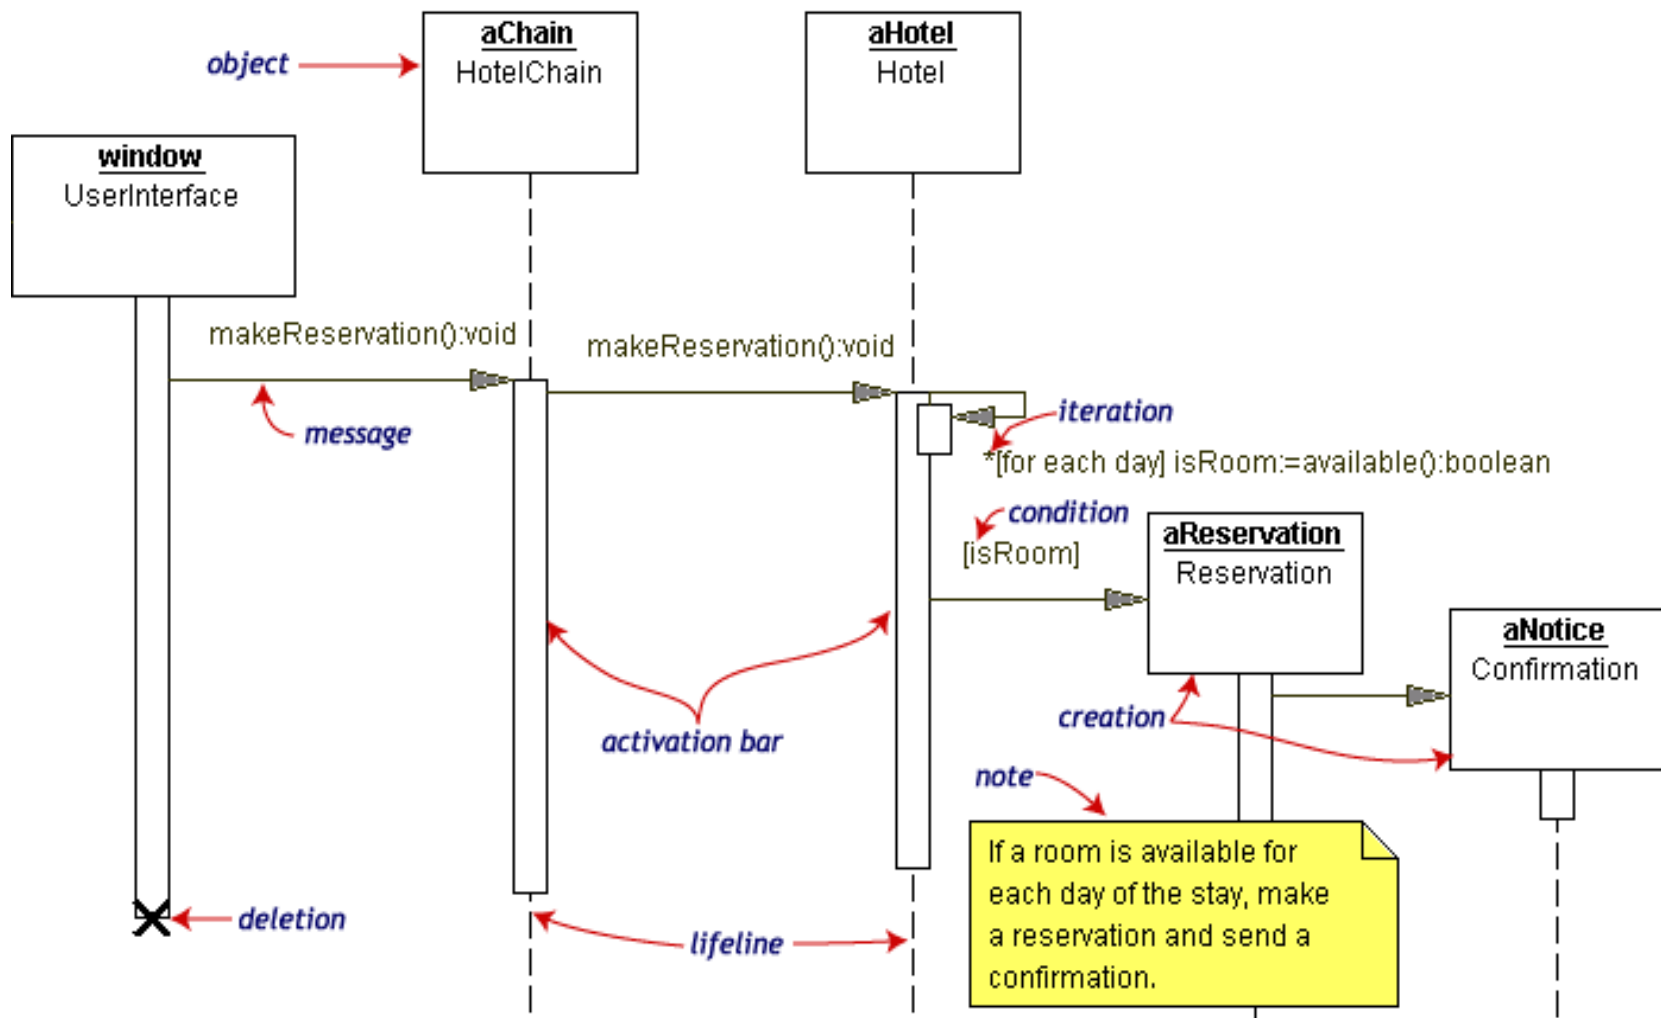 aChain
HotelChain
aHotel
Hotel
object
window
UserInterface
makeReservation():void
makeReservation():void
message
iteration
*[for each day] isRoom:=available():boolean
condition
[isRoom]
aReservation
Reservation
aNotice
Confirmation
creation
activation bar
note
If a room is available for
each day of the stay, make
a reservation and send a
confirmation.
deletion
lifeline